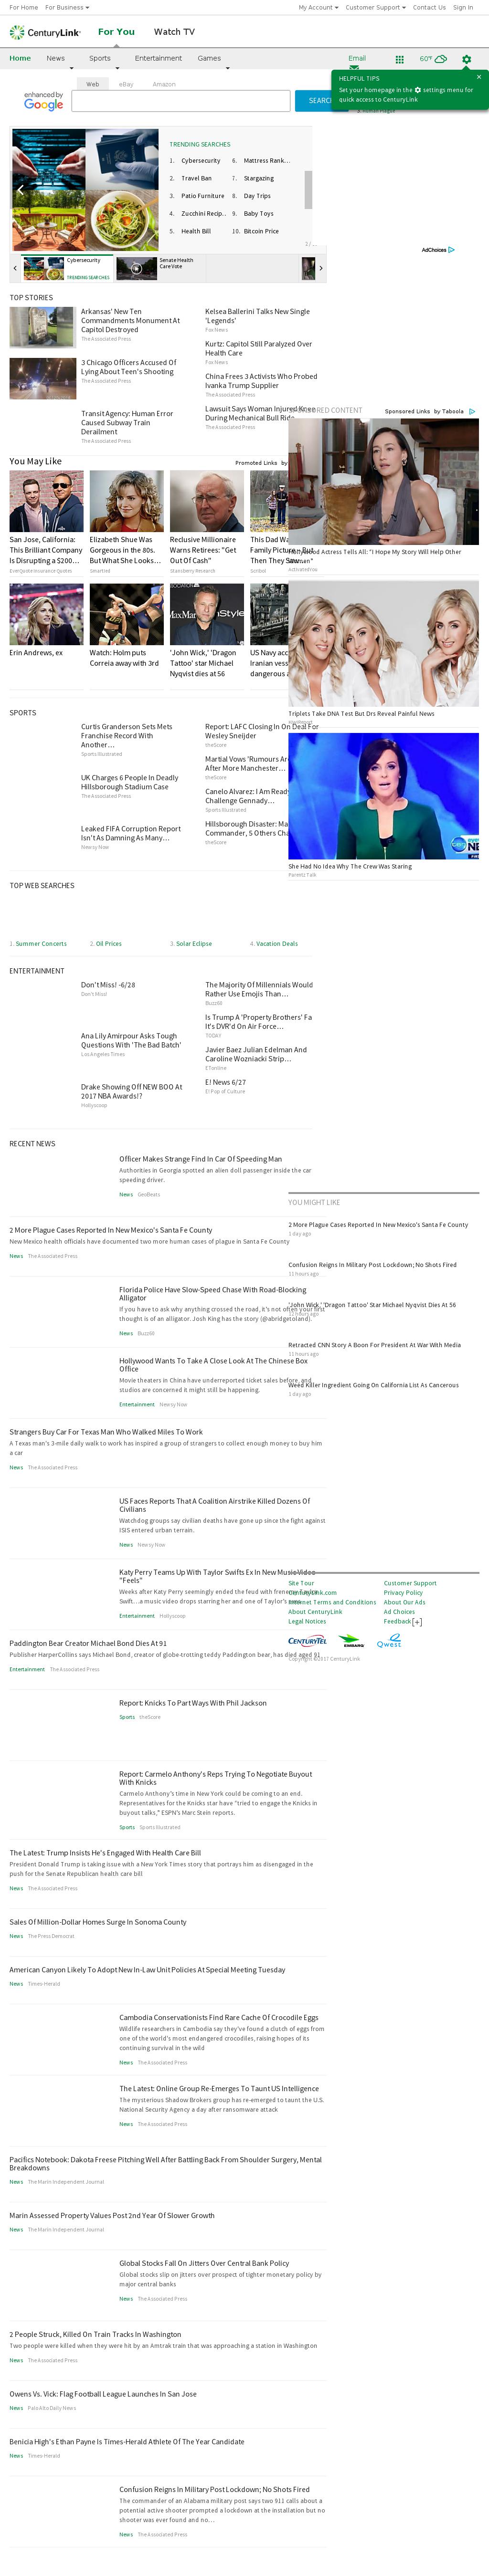 For Home For Business My Account Customer Support Contact Us Sign In
CenturyLink For You Watch TV
Home News Sports Entertainment Games Email 60°F
HELPFUL TIPS
Set your homepage in the settings menu for
quick access to CenturyLink
Web eBay Amazon
enhanced by
Google
SEARCH
TRENDING SEARCHES
1. Cybersecurity 6. Mattress Rank…
2. Travel Ban 7. Stargazing
3. Patio Furniture 8. Day Trips
4. Zucchini Recip… 9. Baby Toys
5. Health Bill 10. Bitcoin Price
AdChoices
Cybersecurity
TRENDING SEARCHES
Senate Health
Care Vote
TOP STORIES
Arkansas' New Ten
Commandments Monument At
Capitol Destroyed
The Associated Press
3 Chicago Officers Accused Of
Lying About Teen's Shooting
The Associated Press
Transit Agency: Human Error
Caused Subway Train
Derailment
The Associated Press
Kelsea Ballerini Talks New Single
'Legends'
Fox News
Kurtz: Capitol Still Paralyzed Over
Health Care
Fox News
China Frees 3 Activists Who Probed
Ivanka Trump Supplier
The Associated Press
Lawsuit Says Woman Injured Knee
During Mechanical Bull Ride
The Associated Press
SPONSORED CONTENT Sponsored Links by Taboola
Hollywood Actress Tells All: "I Hope My Story Will Help Other
Women"
ActivatedYou
Triplets Take DNA Test But Drs Reveal Painful News
She Had No Idea Why The Crew Was Staring
Parentz Talk
You May Like Promoted Links by
San Jose, California:
This Brilliant Company
Is Disrupting a $200…
EverQuote Insurance Quotes
Elizabeth Shue Was
Gorgeous in the 80s.
But What She Looks…
Smartred
Reclusive Millionaire
Warns Retirees: "Get
Out Of Cash"
Stansberry Research
This Dad Wa
Family Picture – But
Then They Saw
Scribol
Erin Andrews, ex
Watch: Holm puts
Correia away with 3rd
'John Wick,' 'Dragon
Tattoo' star Michael
Nyqvist dies at 56
US Navy acc
Iranian vess
dangerous a
SPORTS
Curtis Granderson Sets Mets
Franchise Record With
Another…
Sports Illustrated
UK Charges 6 People In Deadly
Hillsborough Stadium Case
The Associated Press
Leaked FIFA Corruption Report
Isn't As Damning As Many…
Newsy Now
Report: LAFC Closing In On Deal For
Wesley Sneijder
theScore
Martial Vows 'Rumours Ar
After More Manchester…
theScore
Canelo Alvarez: I Am Ready
Challenge Gennady…
Sports Illustrated
Hillsborough Disaster: Ma
Commander, 5 Others Cha
theScore
TOP WEB SEARCHES
1. Summer Concerts 2. Oil Prices 3. Solar Eclipse 4. Vacation Deals
ENTERTAINMENT
Don't Miss! -6/28
Don't Miss!
Ana Lily Amirpour Asks Tough
Questions With 'The Bad Batch'
Los Angeles Times
Drake Showing Off NEW BOO At
2017 NBA Awards!?
Hollyscoop
The Majority Of Millennials Would
Rather Use Emojis Than…
Buzz60
Is Trump A 'Property Brothers' Fa
It's DVR'd On Air Force…
TODAY
Javier Baez Julian Edelman And
Caroline Wozniacki Strip…
ETonline
E! News 6/27
E! Pop of Culture
RECENT NEWS
Officer Makes Strange Find In Car Of Speeding Man
Authorities in Georgia spotted an alien doll passenger inside the car
speeding driver.
News GeoBeats
2 More Plague Cases Reported In New Mexico's Santa Fe County
New Mexico health officials have documented two more human cases of plague in Santa Fe County
News The Associated Press
Florida Police Have Slow-Speed Chase With Road-Blocking
Alligator
If you have to ask why anything crossed the road, it's not often your first
thought is of an alligator. Josh King has the story (@abridgetoland).
News Buzz60
Hollywood Wants To Take A Close Look At The Chinese Box
Office
Movie theaters in China have underreported ticket sales before, and
studios are concerned it might still be happening.
Entertainment Newsy Now
Strangers Buy Car For Texas Man Who Walked Miles To Work
A Texas man's 3-mile daily walk to work has inspired a group of strangers to collect enough money to buy him
a car
News The Associated Press
US Faces Reports That A Coalition Airstrike Killed Dozens Of
Civilians
Watchdog groups say civilian deaths have gone up since the fight against
ISIS entered urban terrain.
News Newsy Now
Katy Perry Teams Up With Taylor Swifts Ex In New Music Video
"Feels"
Weeks after Katy Perry seemingly ended the feud with frenemy Taylor
Swift…a music video drops starring her and one of Taylor's exes
Entertainment Hollyscoop
Paddington Bear Creator Michael Bond Dies At 91
Publisher HarperCollins says Michael Bond, creator of globe-trotting teddy Paddington bear, has died aged 91
Entertainment The Associated Press
Report: Knicks To Part Ways With Phil Jackson
Sports theScore
Report: Carmelo Anthony's Reps Trying To Negotiate Buyout
With Knicks
Carmelo Anthony's time in New York could be coming to an end.
Representatives for the Knicks star have "tried to engage the Knicks in
buyout talks," ESPN's Marc Stein reports.
Sports Sports Illustrated
The Latest: Trump Insists He's Engaged With Health Care Bill
President Donald Trump is taking issue with a New York Times story that portrays him as disengaged in the
push for the Senate Republican health care bill
News The Associated Press
Sales Of Million-Dollar Homes Surge In Sonoma County
News The Press Democrat
American Canyon Likely To Adopt New In-Law Unit Policies At Special Meeting Tuesday
News Times-Herald
Cambodia Conservationists Find Rare Cache Of Crocodile Eggs
Wildlife researchers in Cambodia say they've found a clutch of eggs from
one of the world's most endangered crocodiles, raising hopes of its
continuing survival in the wild
News The Associated Press
The Latest: Online Group Re-Emerges To Taunt US Intelligence
The mysterious Shadow Brokers group has re-emerged to taunt the U.S.
National Security Agency a day after ransomware attack
News The Associated Press
Pacifics Notebook: Dakota Freese Pitching Well After Battling Back From Shoulder Surgery, Mental
Breakdowns
News The Marin Independent Journal
Marin Assessed Property Values Post 2nd Year Of Slower Growth
News The Marin Independent Journal
Global Stocks Fall On Jitters Over Central Bank Policy
Global stocks slip on jitters over prospect of tighter monetary policy by
major central banks
News The Associated Press
2 People Struck, Killed On Train Tracks In Washington
Two people were killed when they were hit by an Amtrak train that was approaching a station in Washington
News The Associated Press
Owens Vs. Vick: Flag Football League Launches In San Jose
News Palo Alto Daily News
Benicia High's Ethan Payne Is Times-Herald Athlete Of The Year Candidate
News Times-Herald
Confusion Reigns In Military Post Lockdown; No Shots Fired
The commander of an Alabama military post says two 911 calls about a
potential active shooter prompted a lockdown at the installation but no
shooter was ever found and no…
News The Associated Press
YOU MIGHT LIKE
2 More Plague Cases Reported In New Mexico's Santa Fe County
1 day ago
Confusion Reigns In Military Post Lockdown; No Shots Fired
11 hours ago
'John Wick,' 'Dragon Tattoo' Star Michael Nyqvist Dies At 56
Retracted CNN Story A Boon For President At War With Media
11 hours ago
Weed Killer Ingredient Going On California List As Cancerous
1 day ago
Site Tour Customer Support
CenturyLink.com Privacy Policy
Internet Terms and Conditions About Our Ads
About CenturyLink Ad Choices
Legal Notices Feedback [+]
CENTURYTEL EMBARQ Qwest
Copyright ©2017 CenturyLink